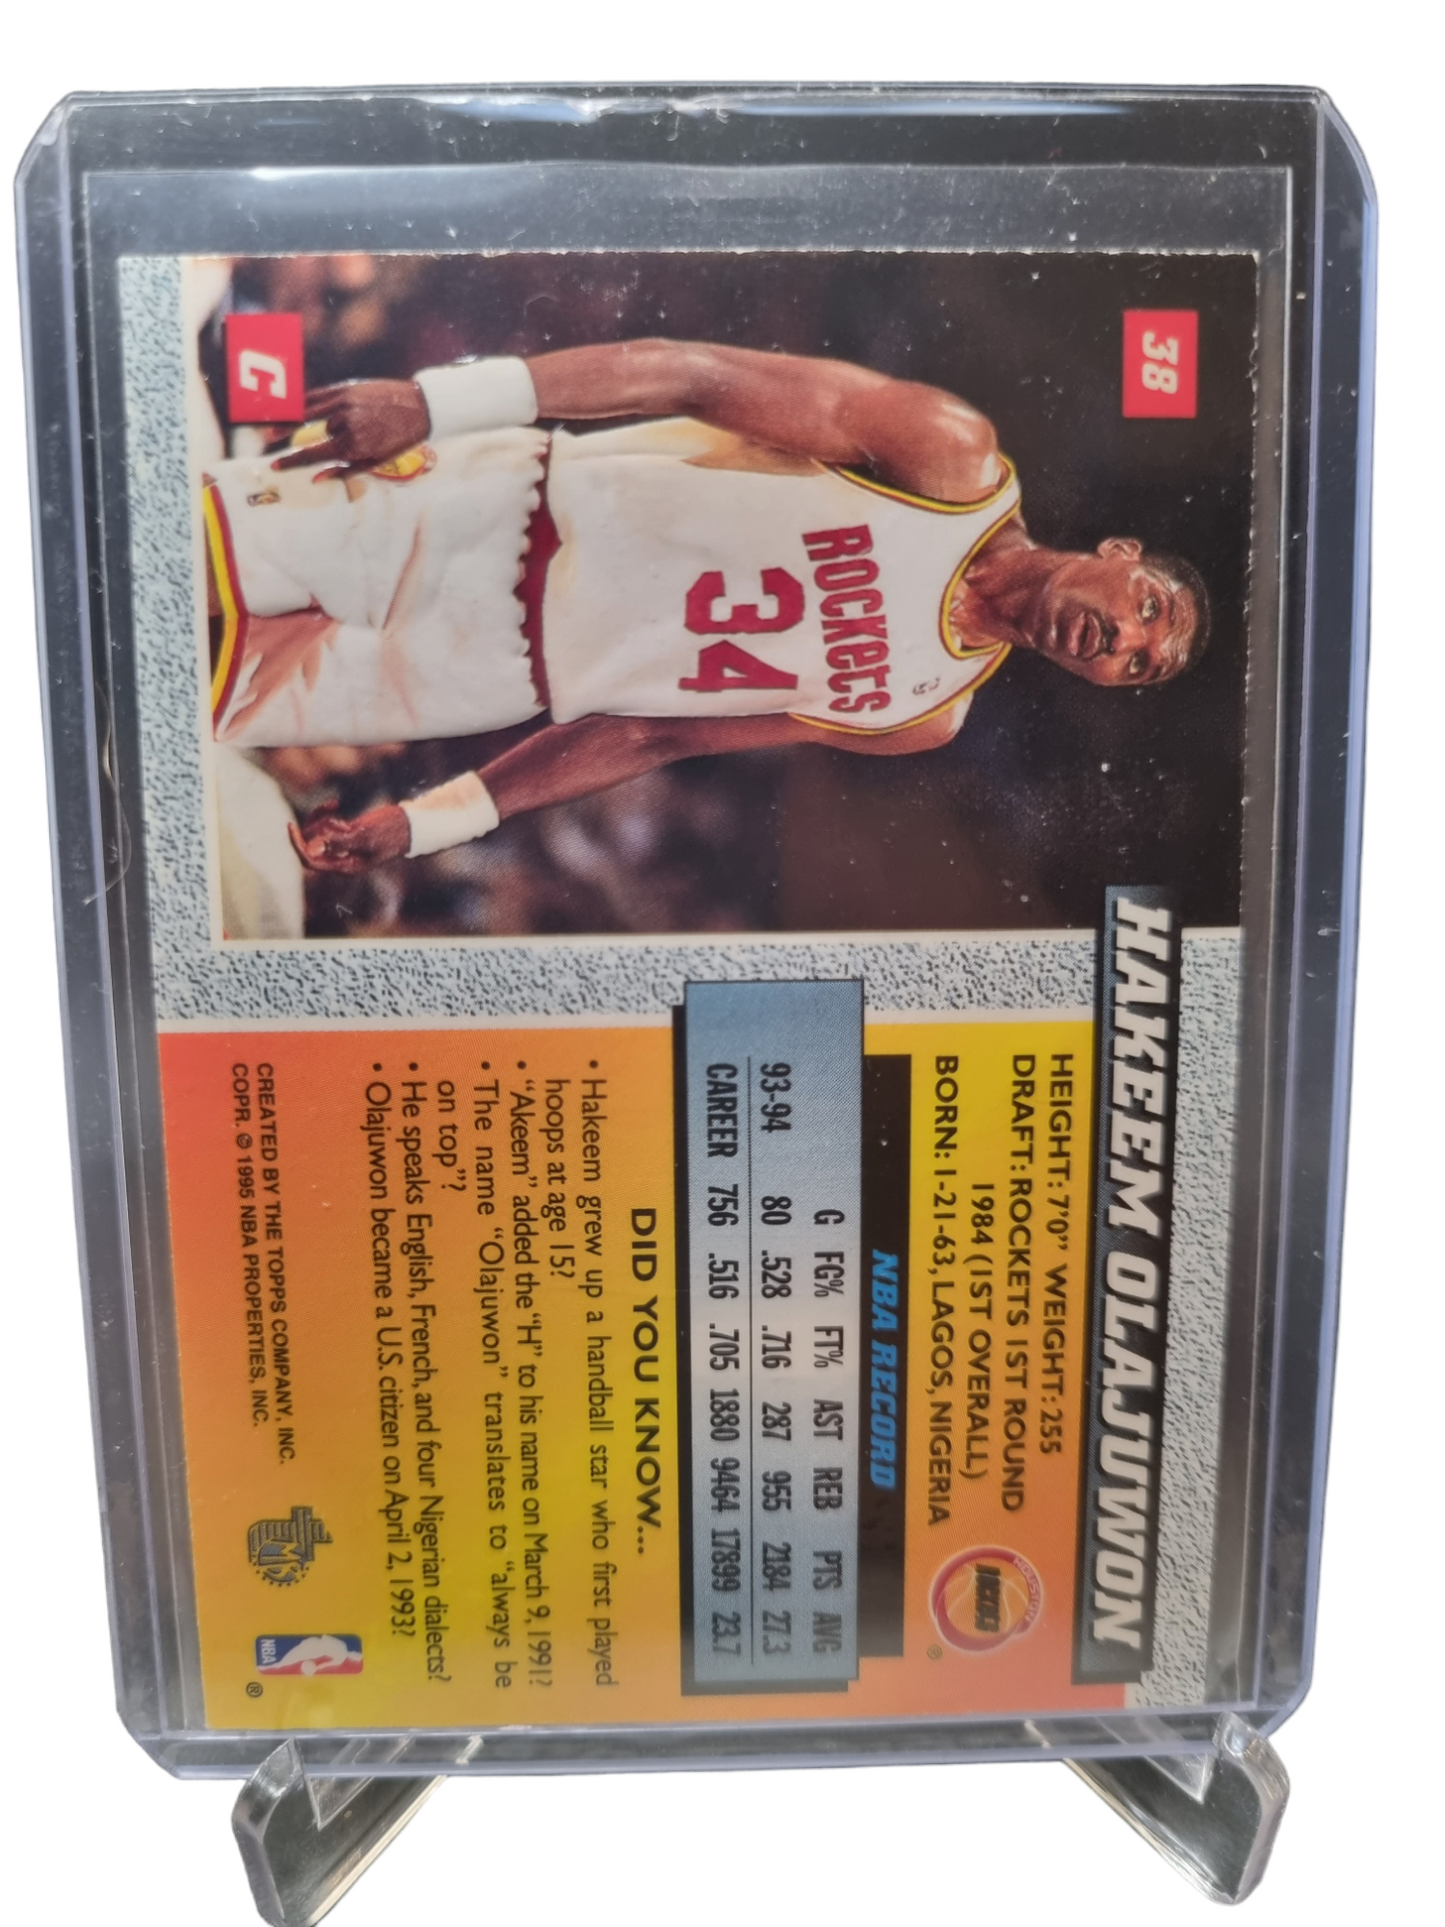 38
C
ROCKETS
34
HAKEEM OLAJUWON
HEIGHT: 7'0" WEIGHT: 255
DRAFT: ROCKETS 1ST ROUND
1984 (1ST OVERALL)
BORN: 1-21-63, LAGOS, NIGERIA
HOUSTON
ROCKETS
®
NBA RECORD
G FG% FT% AST REB PTS AVG
93-94 80 .528 .716 287 955 2184 27.3
CAREER 756 .516 .705 1880 9464 17899 23.7
DID YOU KNOW...
• Hakeem grew up a handball star who first played
hoops at age 15?
• "Akeem" added the "H" to his name on March 9, 1991?
• The name "Olajuwon" translates to "always be
on top"?
• He speaks English, French, and four Nigerian dialects?
• Olajuwon became a U.S. citizen on April 2, 1993?
CREATED BY THE TOPPS COMPANY, INC.
COPR. © 1995 NBA PROPERTIES, INC.
NBA
®